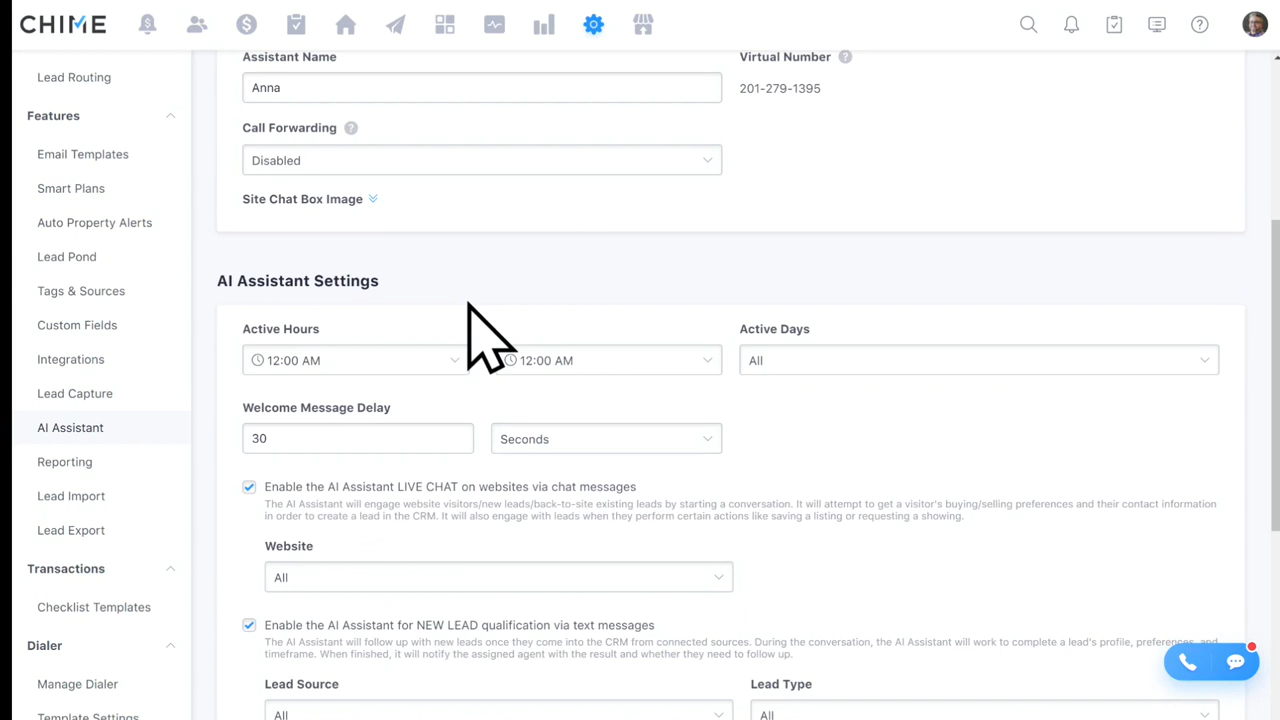 CHIME
Lead Routing
Features
Email Templates
Smart Plans
Auto Property Alerts
Lead Pond
Tags & Sources
Custom Fields
Integrations
Lead Capture
AI Assistant
Reporting
Lead Import
Lead Export
Transactions
Checklist Templates
Dialer
Manage Dialer
Template Settings
Assistant Name
Anna
Virtual Number ?
201-279-1395
Call Forwarding ?
Disabled
Site Chat Box Image
AI Assistant Settings
Active Hours
12:00 AM
12:00 AM
Active Days
All
Welcome Message Delay
30
Seconds
Enable the AI Assistant LIVE CHAT on websites via chat messages
The AI Assistant will engage website visitors/new leads/back-to-site existing leads by starting a conversation. It will attempt to get a visitor's buying/selling preferences and their contact information
in order to create a lead in the CRM. It will also engage with leads when they perform certain actions like saving a listing or requesting a showing.
Website
All
Enable the AI Assistant for NEW LEAD qualification via text messages
The AI Assistant will follow up with new leads once they come into the CRM from connected sources. During the conversation, the AI Assistant will work to complete a lead's profile, preferences, and
timeframe. When finished, it will notify the assigned agent with the result and whether they need to follow up.
Lead Source
All
Lead Type
All